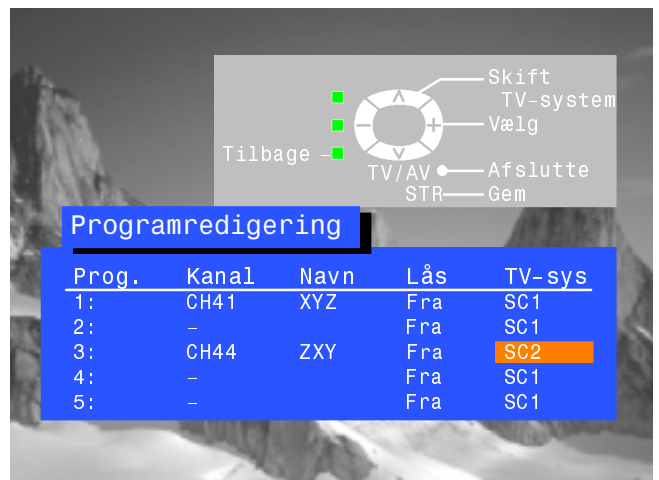 Skift
TV-system
Vælg
Tilbage
TV/AV Afslutte
STR Gem
Programredigering
Prog. Kanal Navn Lås TV-sys
1: CH41 XYZ Fra SC1
2: – Fra SC1
3: CH44 ZXY Fra SC2
4: – Fra SC1
5: – Fra SC1